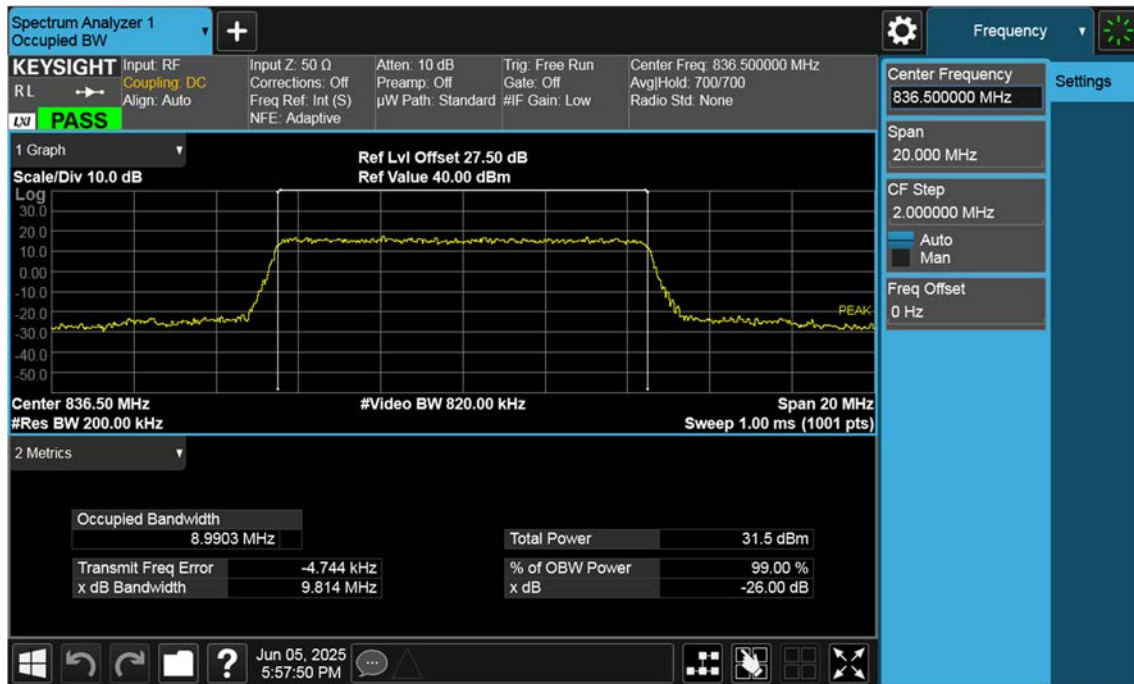 Spectrum Analyzer 1
Occupied BW
Frequency
KEYSIGHT
RL
LXI
PASS
Input: RF
Coupling: DC
Align: Auto
Input Z: 50 Ω
Corrections: Off
Freq Ref: Int (S)
NFE: Adaptive
Atten: 10 dB
Preamp: Off
µW Path: Standard
Trig: Free Run
Gate: Off
#IF Gain: Low
Center Freq: 836.500000 MHz
Avg|Hold: 700/700
Radio Std: None
Center Frequency
836.500000 MHz
Settings
Span
20.000 MHz
CF Step
2.000000 MHz
Auto
Man
Freq Offset
0 Hz
1 Graph
Scale/Div 10.0 dB
Ref Lvl Offset 27.50 dB
Ref Value 40.00 dBm
Log
30.0
20.0
10.0
0.00
-10.0
-20.0
-30.0
-40.0
-50.0
PEAK
Center 836.50 MHz
#Video BW 820.00 kHz
Span 20 MHz
#Res BW 200.00 kHz
Sweep 1.00 ms (1001 pts)
2 Metrics
Occupied Bandwidth
8.9903 MHz
Total Power 31.5 dBm
Transmit Freq Error -4.744 kHz
% of OBW Power 99.00 %
x dB Bandwidth 9.814 MHz
x dB -26.00 dB
?
Jun 05, 2025
5:57:50 PM